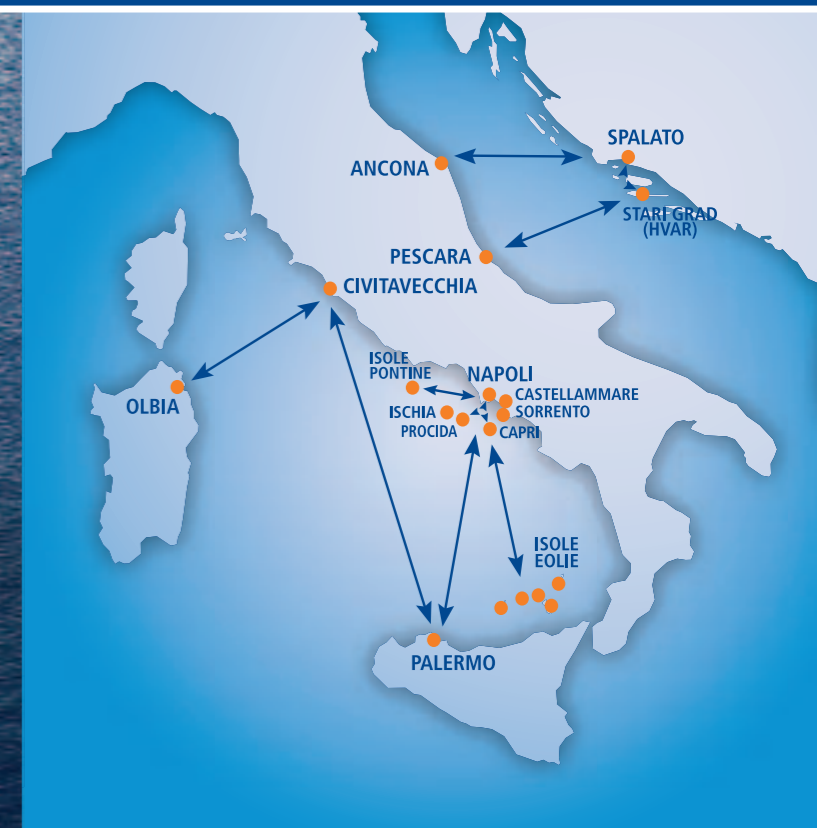 SPALATO
ANCONA
STARI GRAD
(HVAR)
PESCARA
CIVITAVECCHIA
ISOLE
PONTINE
NAPOLI
CASTELLAMMARE
OLBIA
ISCHIA
SORRENTO
PROCIDA
CAPRI
ISOLE
EOLIE
PALERMO